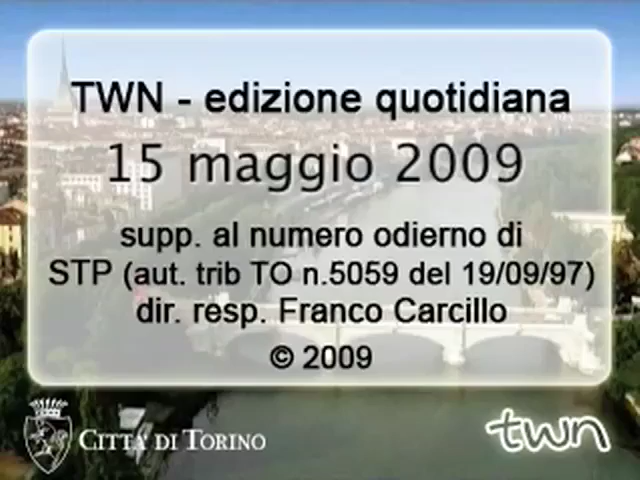 TWN - edizione quotidiana
15 maggio 2009
supp. al numero odierno di
STP (aut. trib TO n.5059 del 19/09/97)
dir. resp. Franco Carcillo
© 2009
CITTA' DI TORINO
twn